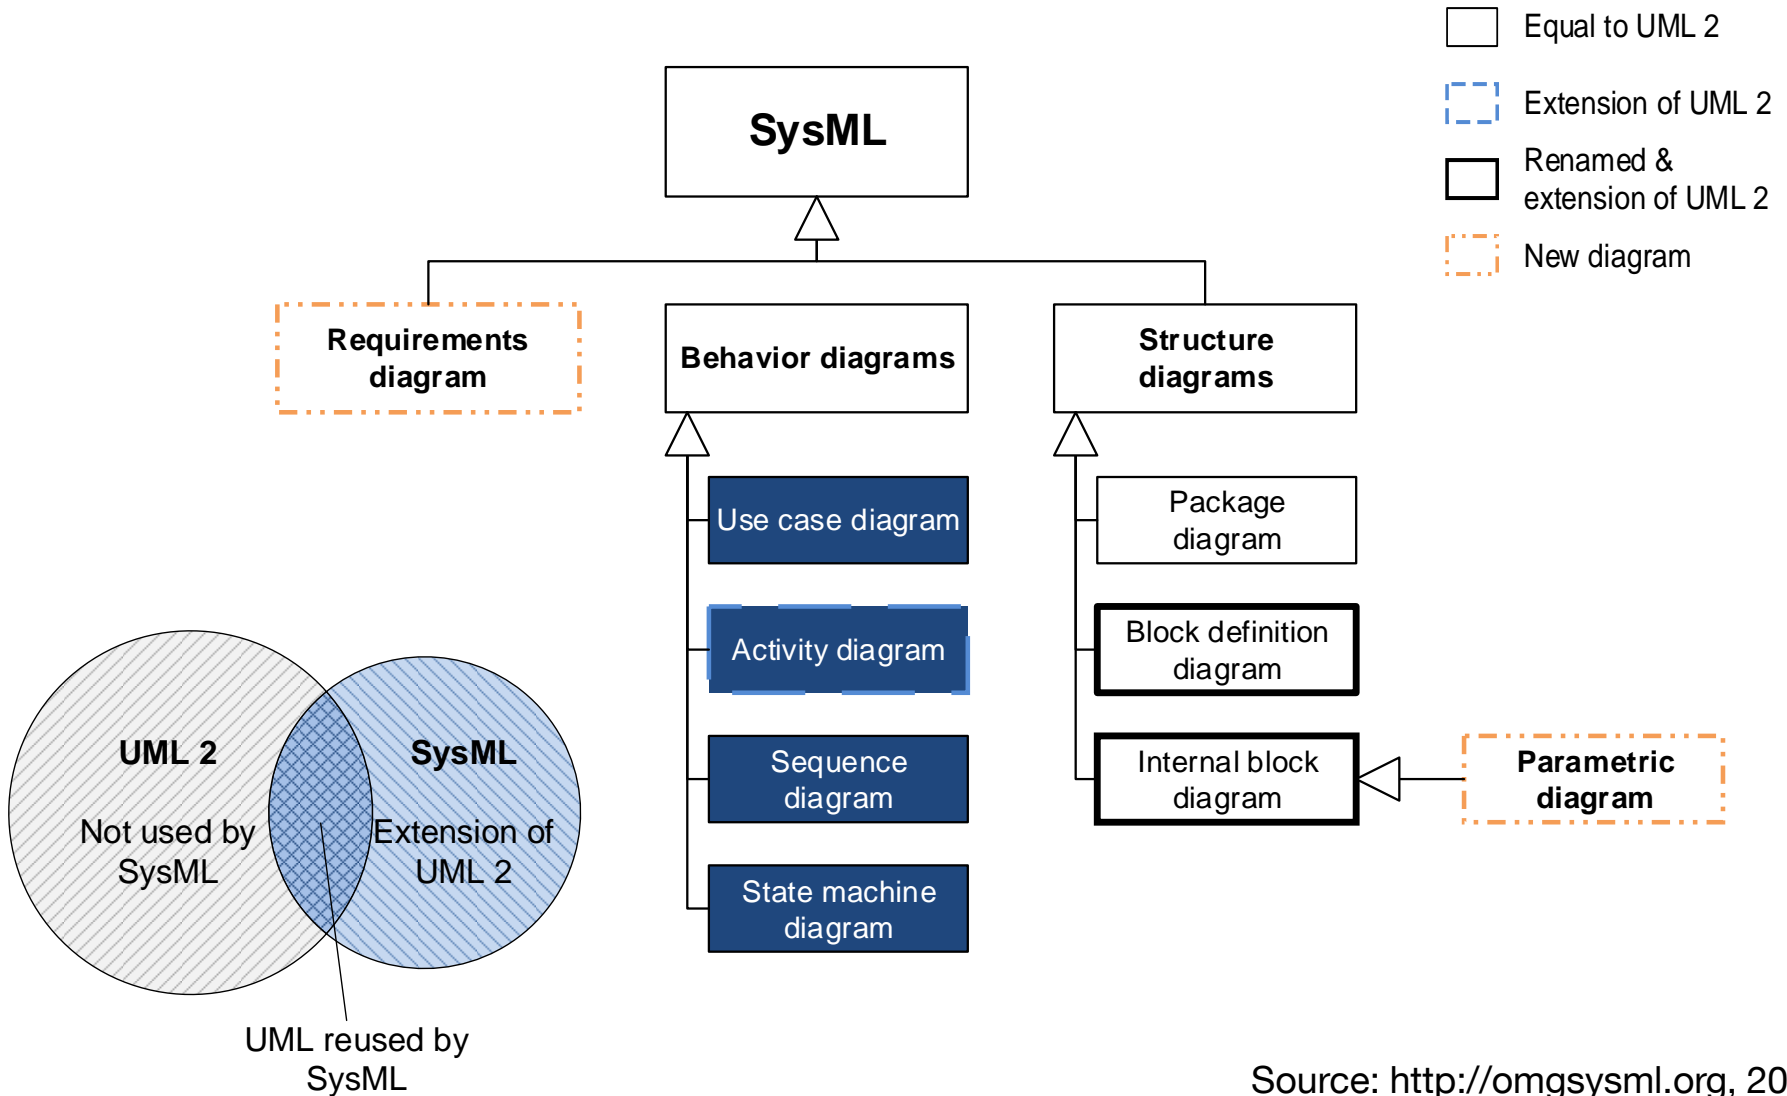 Equal to UML 2
Extension of UML 2
Renamed &
extension of UML 2
New diagram
SysML
Requirements
diagram
Behavior diagrams
Structure
diagrams
Use case diagram
Activity diagram
Sequence
diagram
State machine
diagram
Package
diagram
Block definition
diagram
Internal block
diagram
Parametric
diagram
UML 2
Not used by
SysML
SysML
Extension of
UML 2
UML reused by
SysML
Source: http://omgsysml.org, 20